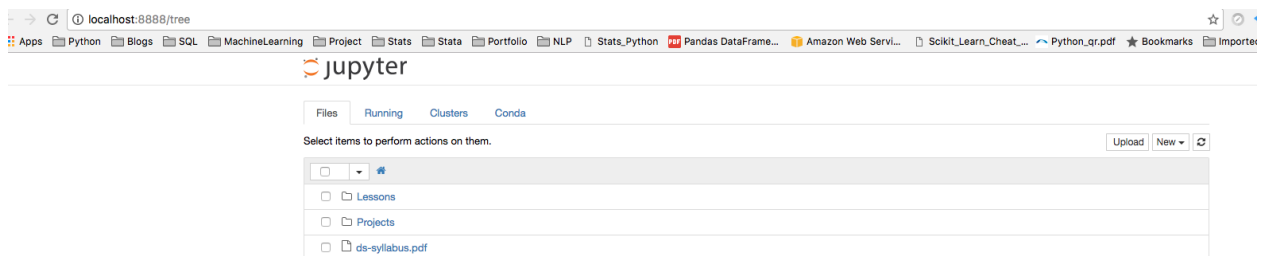 localhost:8888/tree
Apps Python Blogs SQL MachineLearning Project Stats Stata Portfolio NLP Stats_Python Pandas DataFrame... Amazon Web Servi... Scikit_Learn_Cheat_... Python_qr.pdf Bookmarks Imported
jupyter
Files Running Clusters Conda
Select items to perform actions on them. Upload New
Lessons
Projects
ds-syllabus.pdf